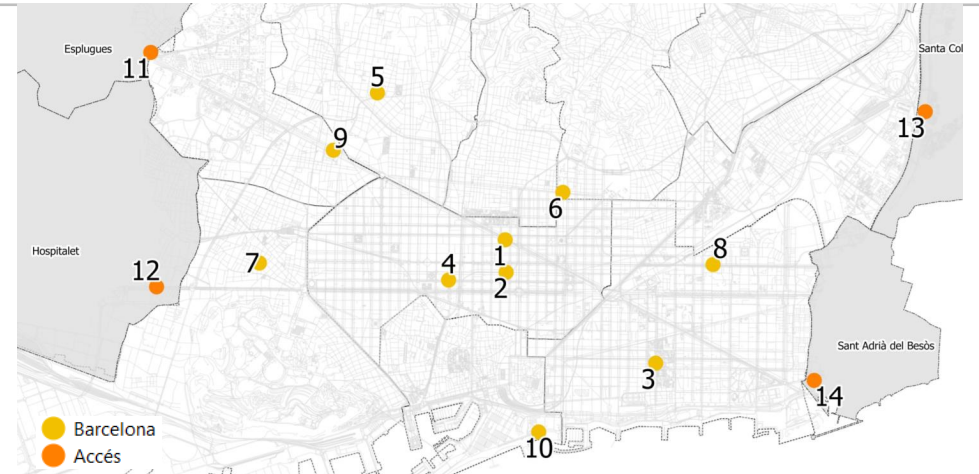 Esplugues
Santa Col
11
5
13
9
6
Hospitalet
1
8
12
7
4
2
Sant Adrià del Besòs
3
14
Barcelona
10
Accés